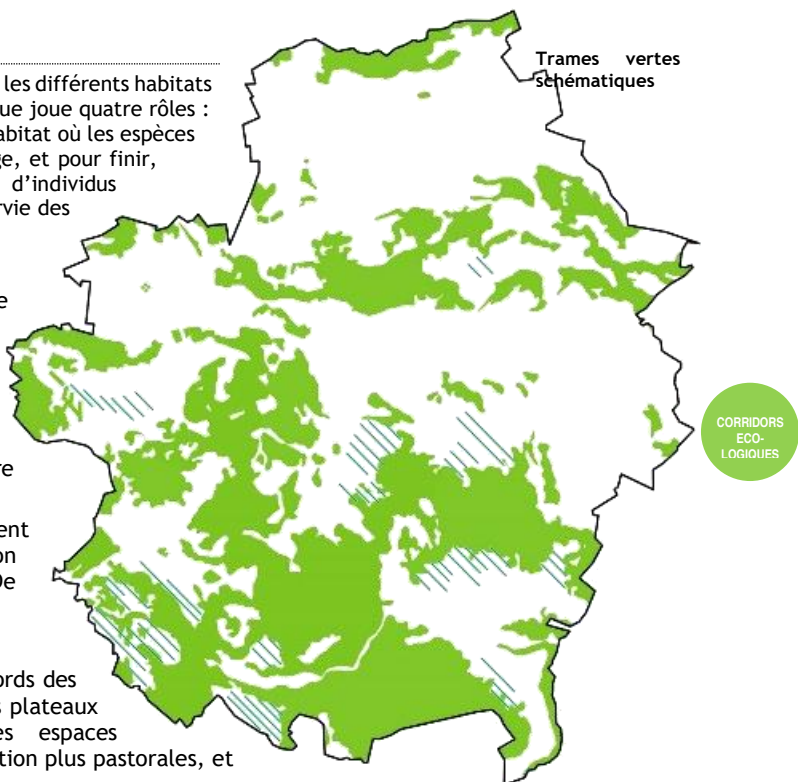 Trames vertes
schématiques
les différents habitats
ue joue quatre rôles :
abitat où les espèces
ge, et pour finir,
d'individus
rvie des
e
re
ent
on
De
ords des
s plateaux
es espaces
tion plus pastorales, et
CORRIDORS
ECO-
LOGIQUES